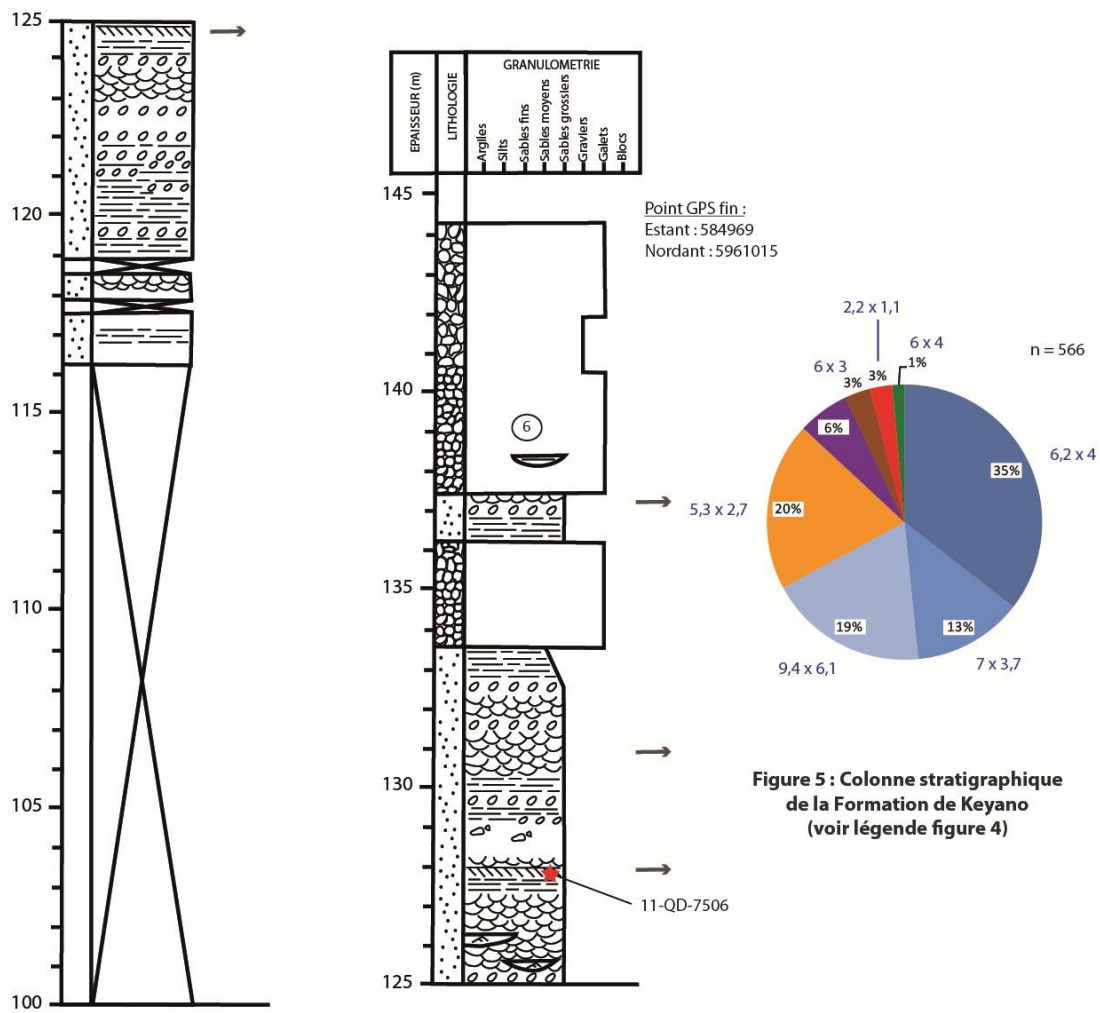 125
120
115
110
105
100
EPAISSEUR (m)
LITHOLOGIE
GRANULOMETRIE
Argiles
Silts
Sables fins
Sables moyens
Sables grossiers
Graviers
Galets
Blocs
145
140
135
130
125
6
11-QD-7506
Point GPS fin :
Estant : 584969
Nordant : 5961015
n = 566
2,2 x 1,1
6 x 4
6 x 3
1%
3%
3%
6%
35%
6,2 x 4
5,3 x 2,7
20%
19%
13%
9,4 x 6,1
7 x 3,7
Figure 5 : Colonne stratigraphique
de la Formation de Keyano
(voir légende figure 4)